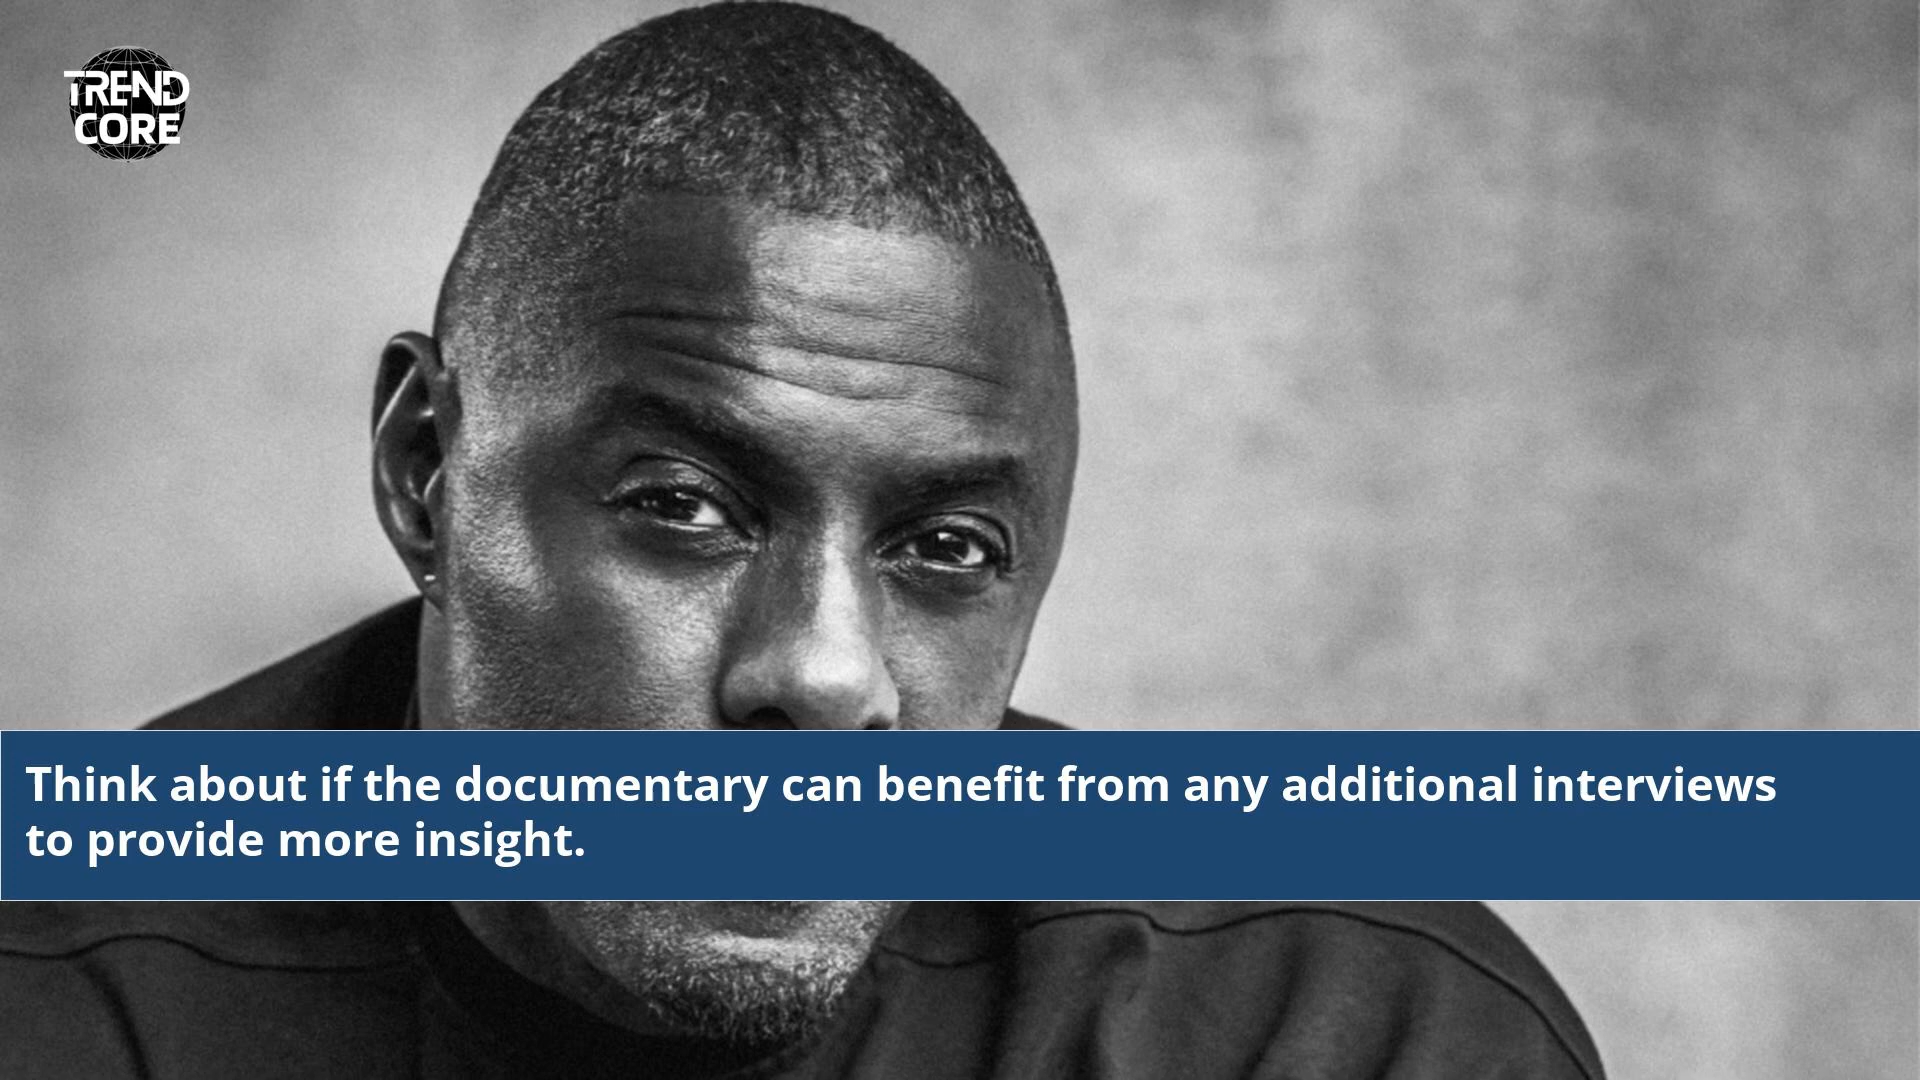 TREND
CORE
Think about if the documentary can benefit from any additional interviews
to provide more insight.